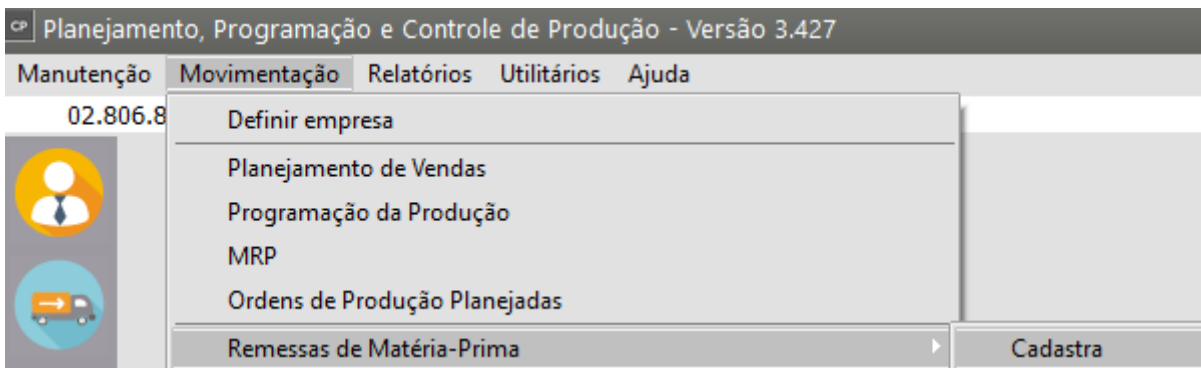 CP Planejamento, Programação e Controle de Produção - Versão 3.427
Manutenção Movimentação Relatórios Utilitários Ajuda
02.806.8
Definir empresa
Planejamento de Vendas
Programação da Produção
MRP
Ordens de Produção Planejadas
Remessas de Matéria-Prima
Cadastra